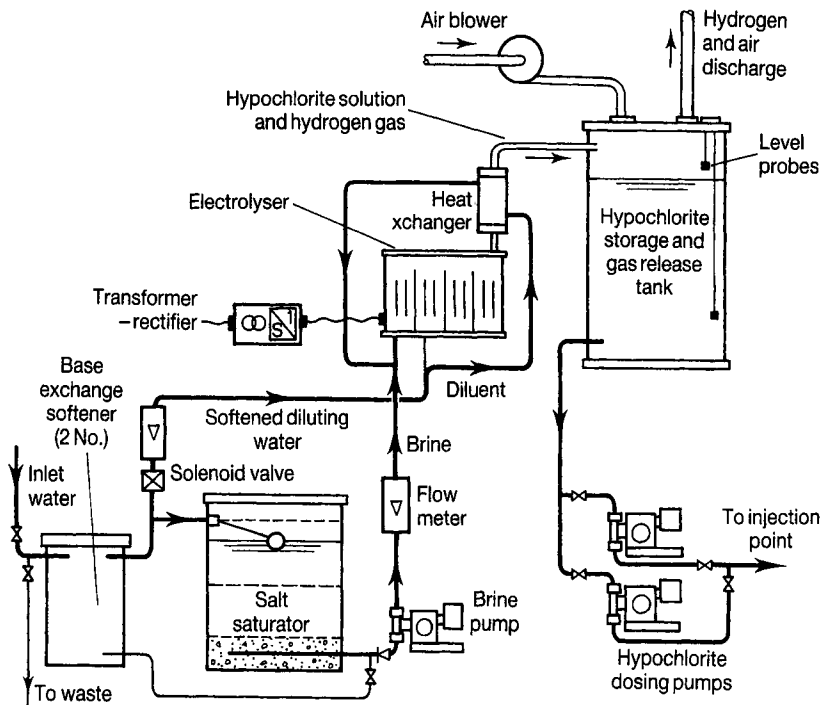 Air blower
Hydrogen
and air
discharge
Hypochlorite solution
and hydrogen gas
Level
probes
Heat
xchanger
Electrolyser
Hypochlorite
storage and
gas release
tank
Transformer
–rectifier
S
1
Base
exchange
softener
(2 No.)
Diluent
Softened diluting
water
Brine
Inlet
water
Solenoid valve
Flow
meter
To injection
point
Salt
saturator
Brine
pump
To waste
Hypochlorite
dosing pumps